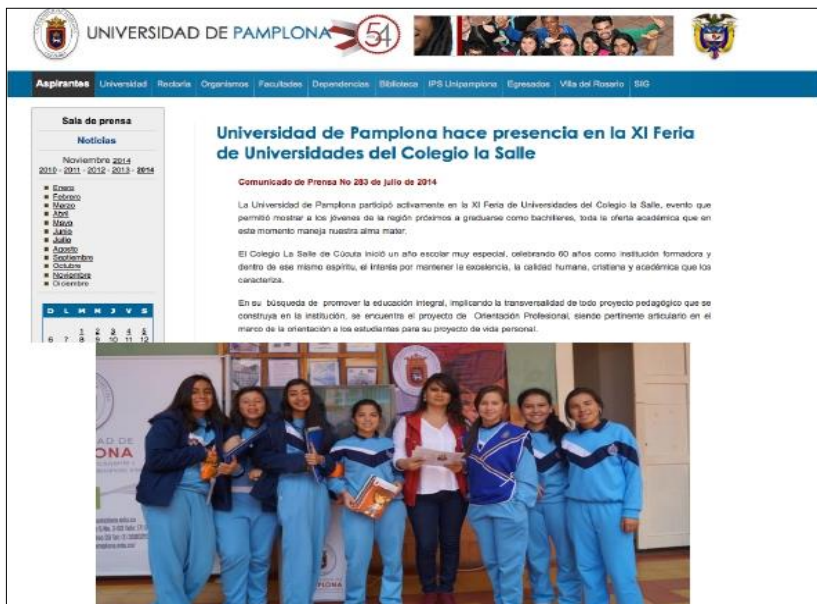 UNIVERSIDAD DE PAMPLONA
54
Aspirantes Universidad Rectoría Organismos Facultades Dependencias Biblioteca IPS Unipamplona Egresados Villa del Rosario SIG
Sala de prensa
Noticias
Noviembre 2014
2010 - 2011 - 2012 - 2013 - 2014
Enero
Febrero
Marzo
Abril
Mayo
Junio
Julio
Agosto
Septiembre
Octubre
Noviembre
Diciembre
D L M M J V S
1 2 3 4 5
6 7 8 9 10 11 12
Universidad de Pamplona hace presencia en la XI Feria
de Universidades del Colegio la Salle
Comunicado de Prensa No 283 de julio de 2014
La Universidad de Pamplona participó activamente en la XI Feria de Universidades del Colegio la Salle, evento que
permitió mostrar a los jóvenes de la región próximos a graduarse como bachilleres, toda la oferta académica que en
este momento maneja nuestra alma mater.
El Colegio La Salle de Cúcuta inició un año escolar muy especial, celebrando 60 años como institución formadora y
dentro de ese mismo espíritu, el interés por mantener la excelencia, la calidad humana, cristiana y académica que los
caracteriza.
En su búsqueda de promover la educación integral, implicando la transversalidad de todo proyecto pedagógico que se
construya en la institución, se encuentra el proyecto de Orientación Profesional, siendo pertinente articularlo en el
marco de la orientación a los estudiantes para su proyecto de vida personal.
AD DE
ONA